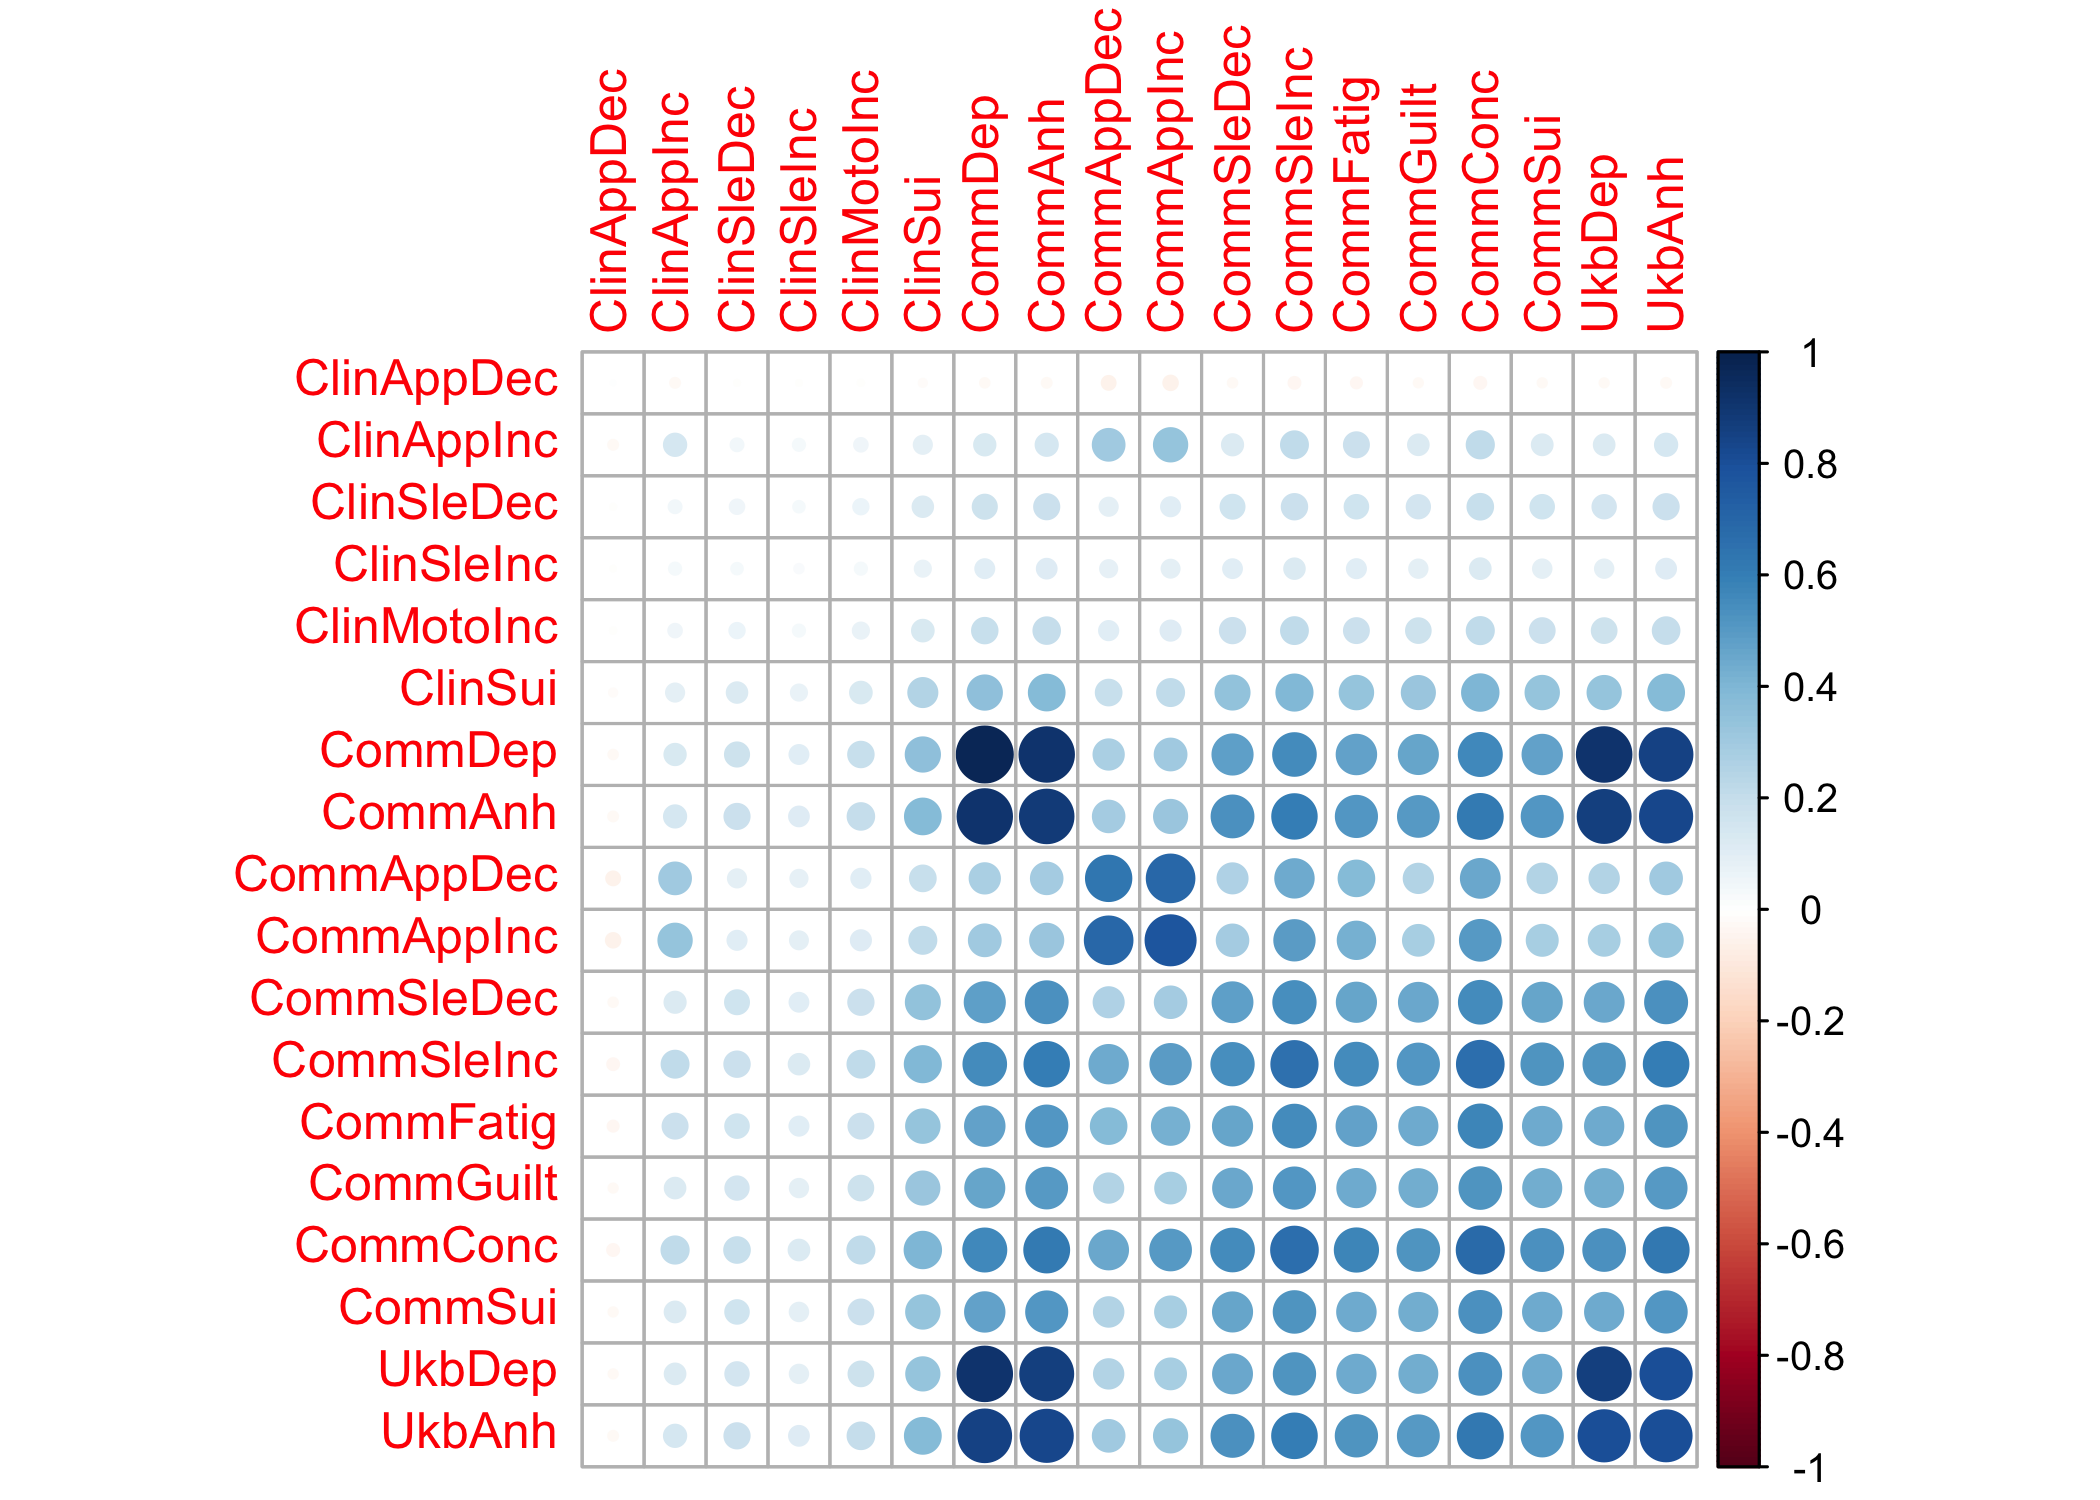 ClinAppDec
ClinAppInc
ClinSleDec
ClinSleInc
ClinMotoInc
ClinSui
CommDep
CommAnh
CommAppDec
CommAppInc
CommSleDec
CommSleInc
CommFatig
CommGuilt
CommConc
CommSui
UkbDep
UkbAnh
ClinAppDec
ClinAppInc
ClinSleDec
ClinSleInc
ClinMotoInc
ClinSui
CommDep
CommAnh
CommAppDec
CommAppInc
CommSleDec
CommSleInc
CommFatig
CommGuilt
CommConc
CommSui
UkbDep
UkbAnh
1
0.8
0.6
0.4
0.2
0
-0.2
-0.4
-0.6
-0.8
-1